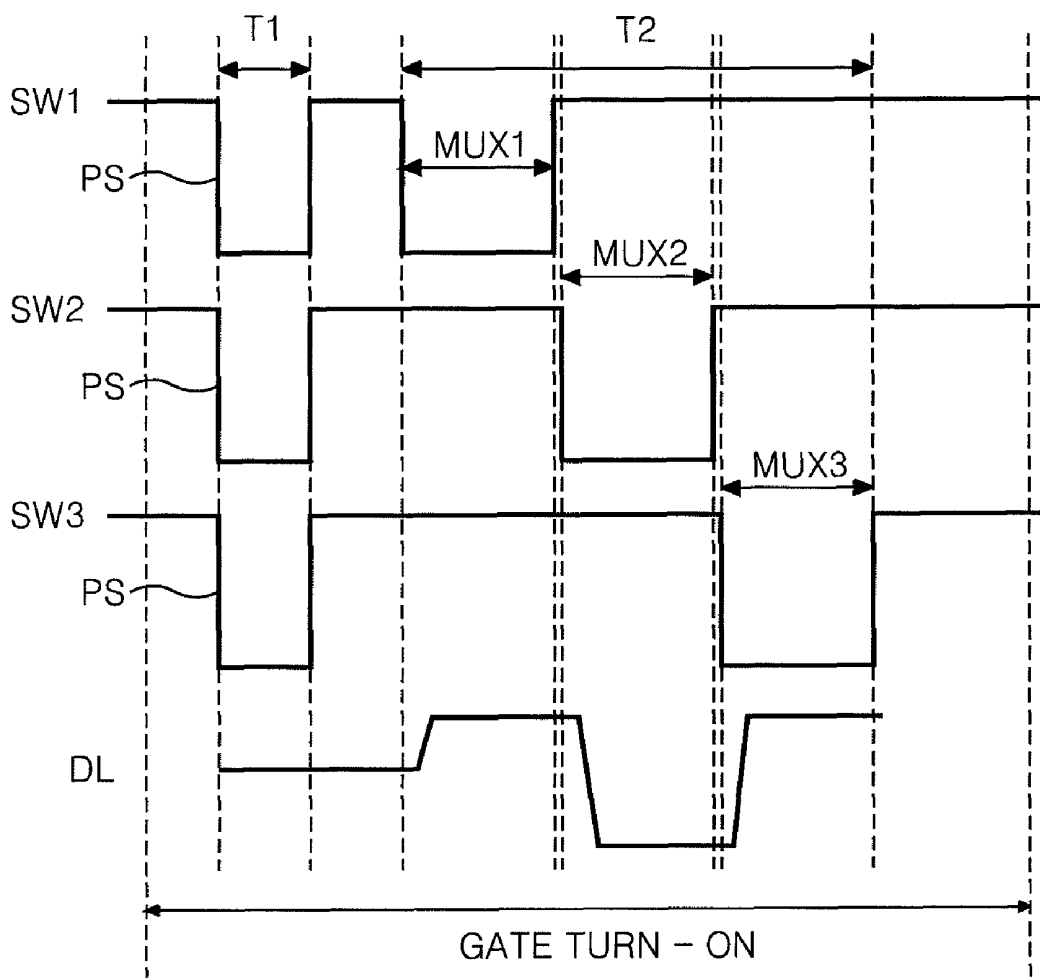 T1
T2
SW1
MUX1
PS
MUX2
SW2
PS
MUX3
SW3
PS
DL
GATE TURN - ON